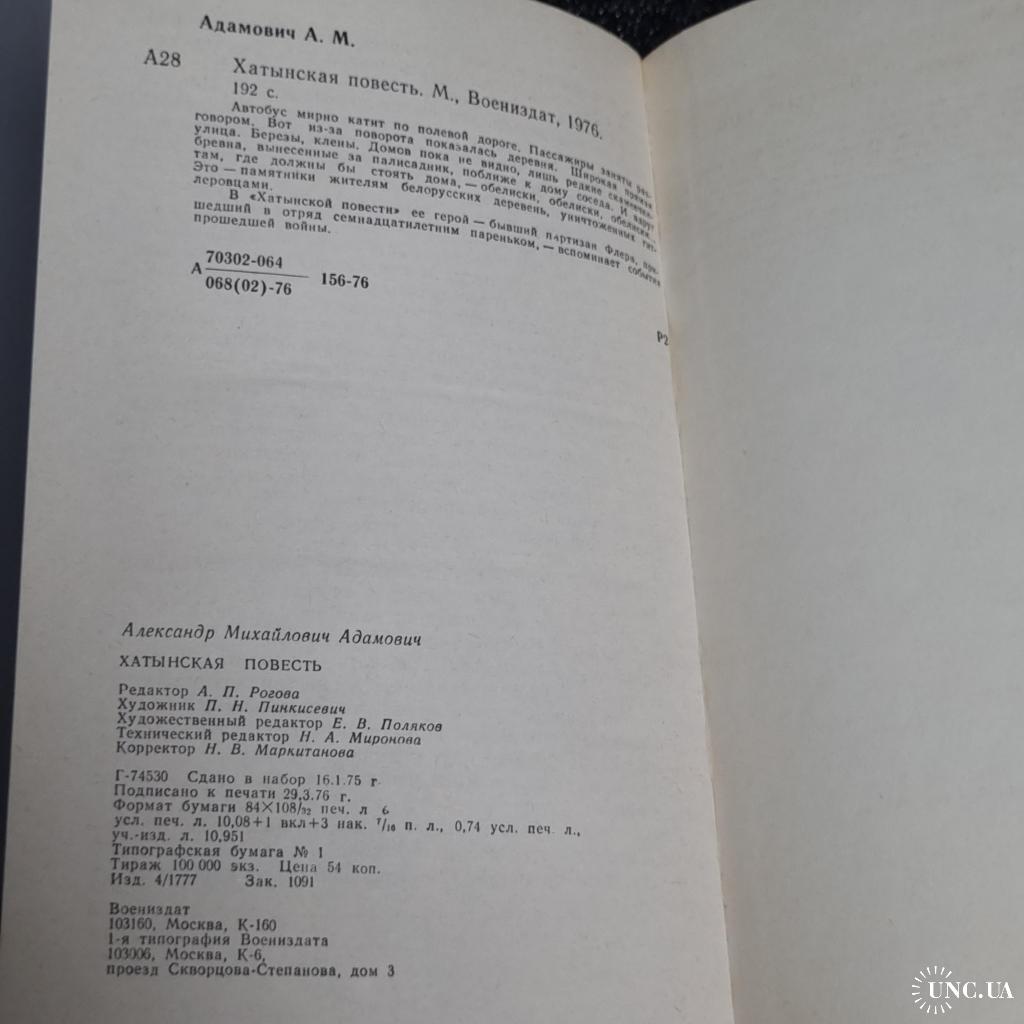 Адамович А. М.
А28 Хатынская повесть. М., Воениздат, 1976.
192 с.
Автобус мирно катит по полевой дороге. Пассажиры заняты раз-
говором. Вот из-за поворота показалась деревня. Широкая
улица. Березы, клены. Домов пока не видно, лишь редкие
бревна, вынесенные за палисадник, поближе к дому соседа. И вдруг
там, где должны бы стоять дома, — обелиски, обелиски, обелиски.
Это — памятники жителям белорусских деревень, уничтоженных гит-
леровцами.
В «Хатынской повести» ее герой — бывший партизан Флера, при-
шедший в отряд семнадцатилетним пареньком, — вспоминает события
прошедшей войны.
А 70302-064
068(02)-76 156-76
Р2
Александр Михайлович Адамович
ХАТЫНСКАЯ ПОВЕСТЬ
Редактор А. П. Рогова
Художник П. Н. Пинкисевич
Художественный редактор Е. В. Поляков
Технический редактор Н. А. Миронова
Корректор Н. В. Маркитанова
Г-74530 Сдано в набор 16.1.75 г.
Подписано к печати 29.3.76 г.
Формат бумаги 84×108/32 печ. л 6
усл. печ. л. 10,08+1 вкл+3 нак. 7/16 п. л., 0,74 усл. печ л.,
уч.-изд. л. 10,951
Типографская бумага № 1
Тираж 100 000 экз. Цена 54 коп.
Изд. 4/1777 Зак. 1091
Воениздат
103160, Москва, К-160
1-я типография Воениздата
103006, Москва, К-6,
проезд Скворцова-Степанова, дом 3
UNC.UA